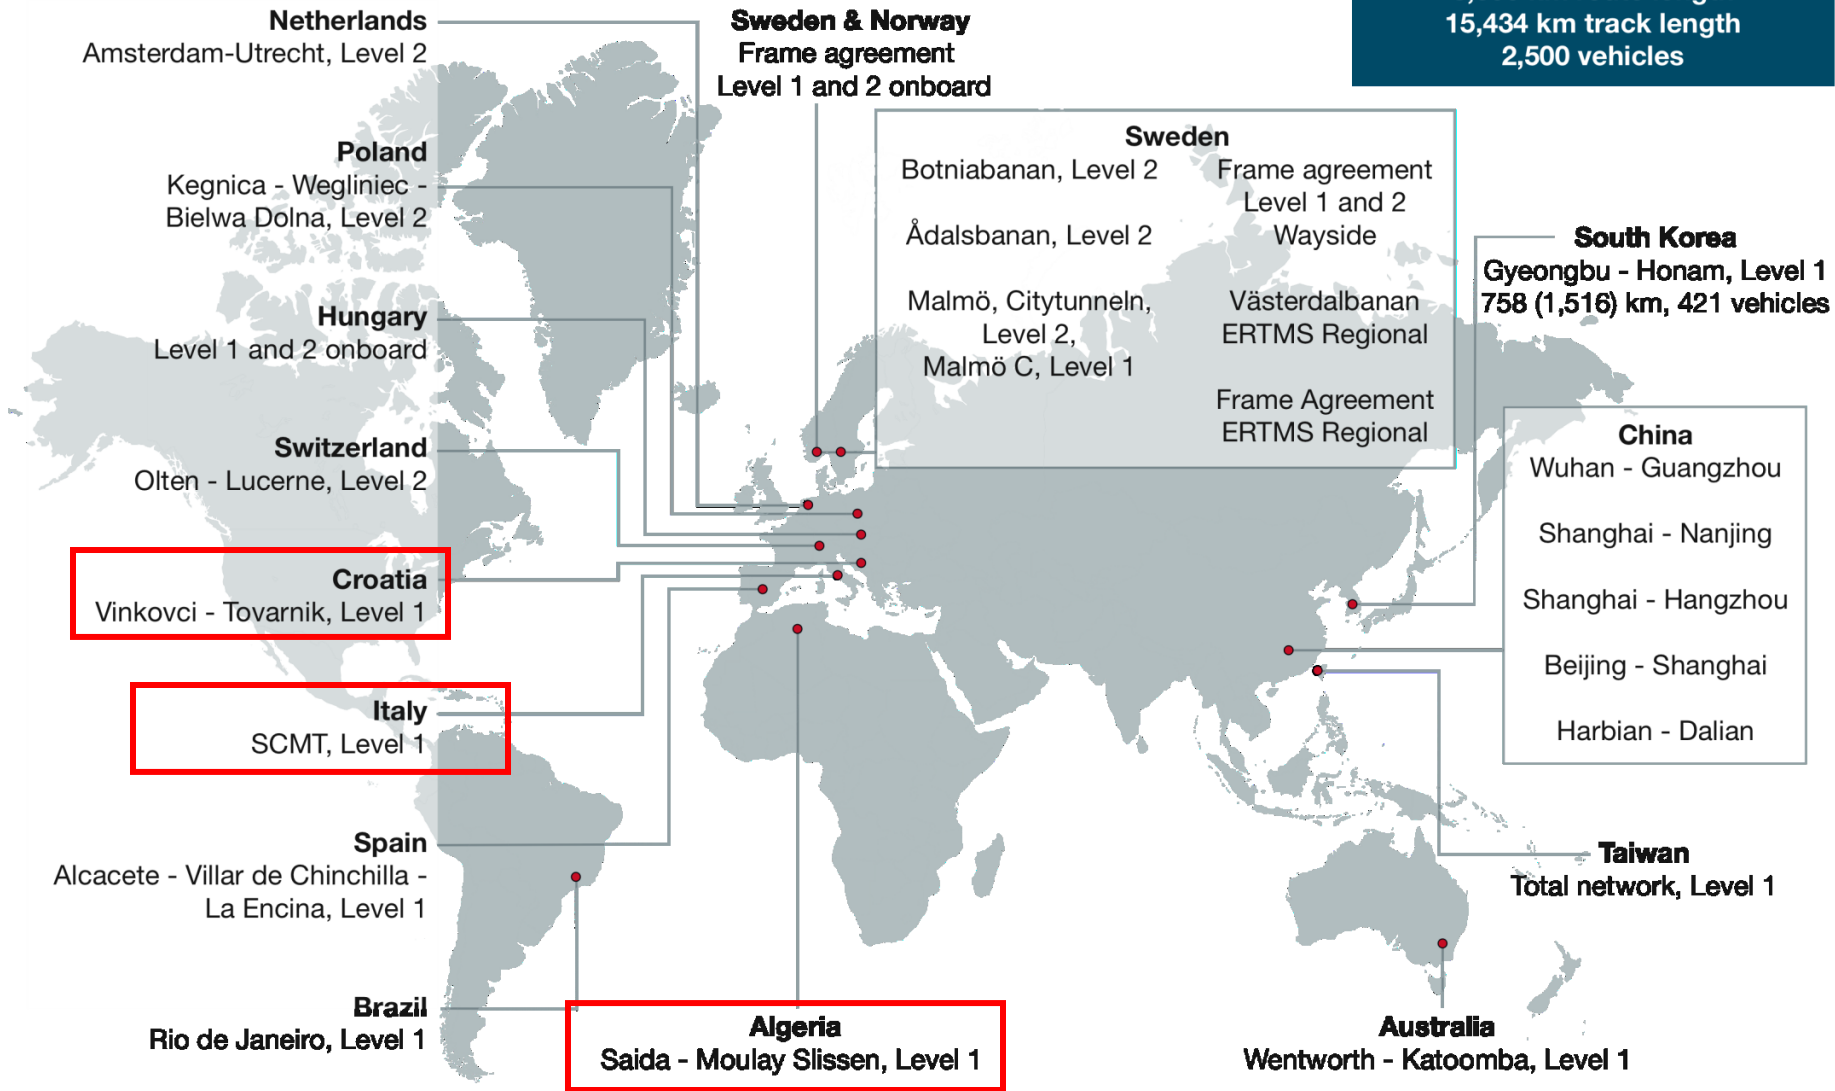 Netherlands
Amsterdam-Utrecht, Level 2
Poland
Kegnica - Wegliniec -
Bielwa Dolna, Level 2
Hungary
Level 1 and 2 onboard
Switzerland
Olten - Lucerne, Level 2
Croatia
Vinkovci - Tovarnik, Level 1
Italy
SCMT, Level 1
Spain
Alcacete - Villar de Chinchilla -
La Encina, Level 1
Brazil
Rio de Janeiro, Level 1
Sweden & Norway
Frame agreement
Level 1 and 2 onboard
Sweden
Botniabanan, Level 2
Ådalsbanan, Level 2
Malmö, Citytunneln,
Level 2,
Malmö C, Level 1
Frame agreement
Level 1 and 2
Wayside
Västerdalbanan
ERTMS Regional
Frame Agreement
ERTMS Regional
15,434 km track length
2,500 vehicles
South Korea
Gyeongbu - Honam, Level 1
758 (1,516) km, 421 vehicles
China
Wuhan - Guangzhou
Shanghai - Nanjing
Shanghai - Hangzhou
Beijing - Shanghai
Harbian - Dalian
Taiwan
Total network, Level 1
Algeria
Saida - Moulay Slissen, Level 1
Australia
Wentworth - Katoomba, Level 1